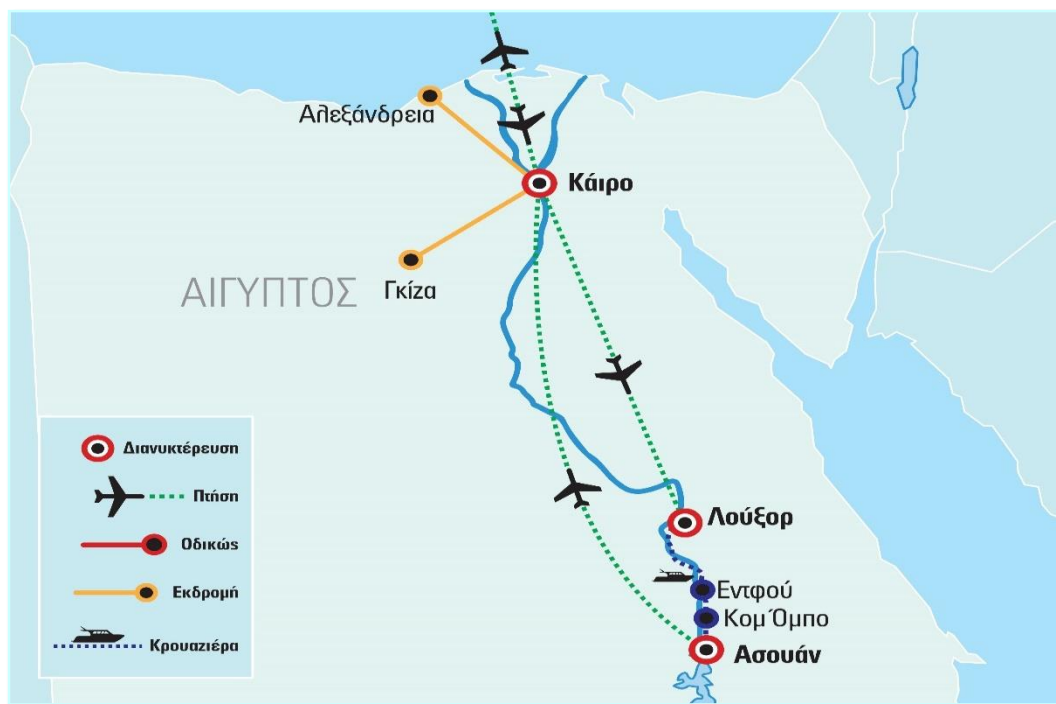 Αλεξάνδρεια
Κάιρο
ΑΙΓΥΠΤΟΣ
Γκίζα
Λούξορ
Εντφού
Κομ Όμπο
Ασουάν
Διανυκτέρευση
Πτήση
Οδικώς
Εκδρομή
Κρουαζιέρα